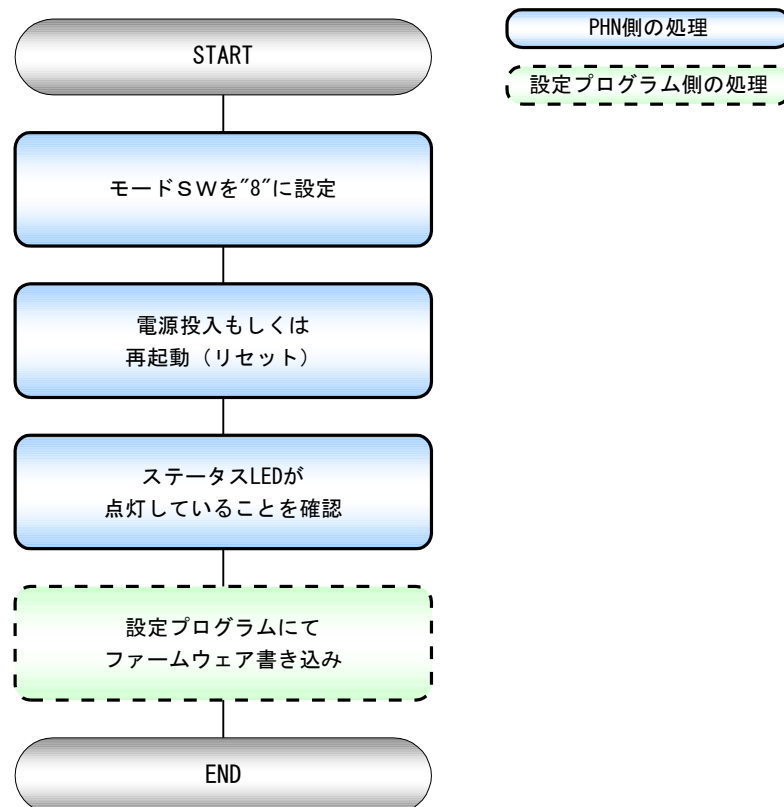 START
PHN側の処理
設定プログラム側の処理
モードＳＷを"8"に設定
電源投入もしくは
再起動（リセット）
ステータスLEDが
点灯していることを確認
設定プログラムにて
ファームウェア書き込み
END